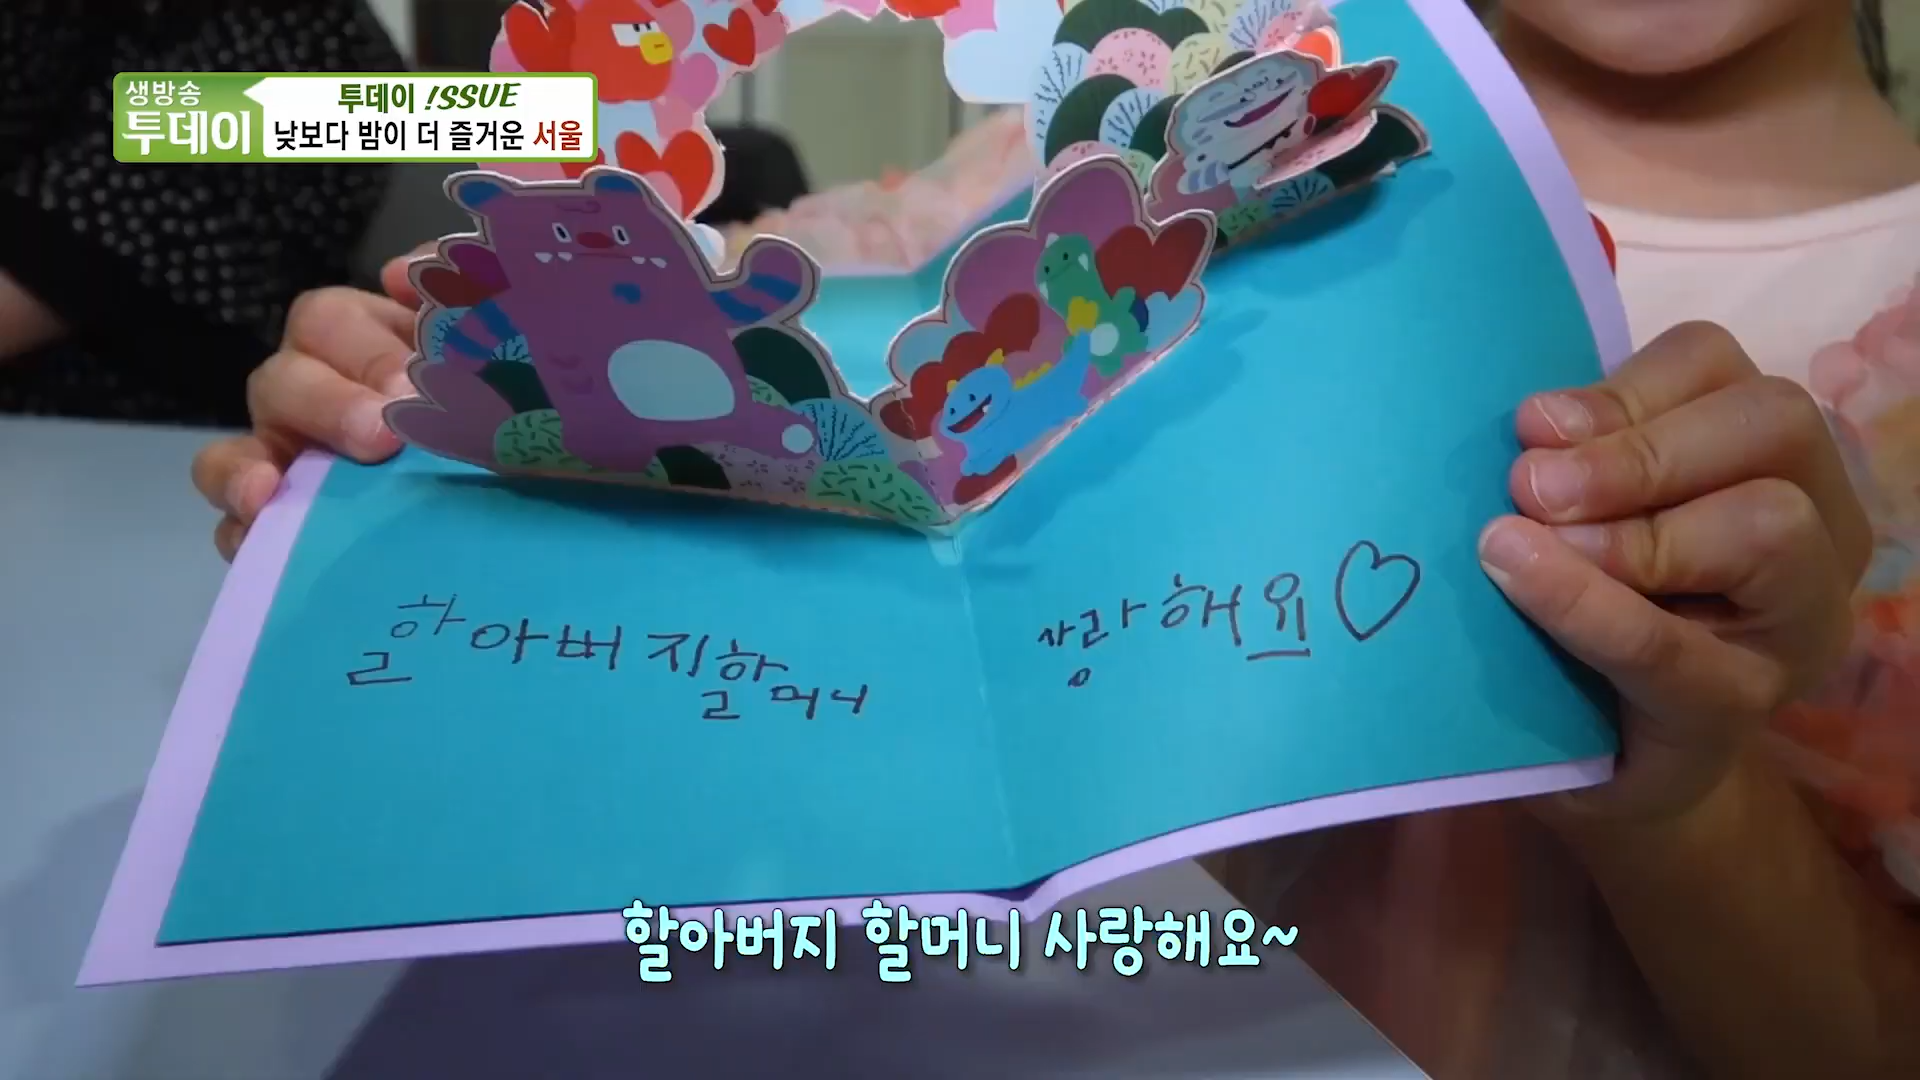 생방송
투데이
투데이 !SSUE
낮보다 밤이 더 즐거운 서울
할아버지할머니
사랑해요♡
할아버지 할머니 사랑해요~